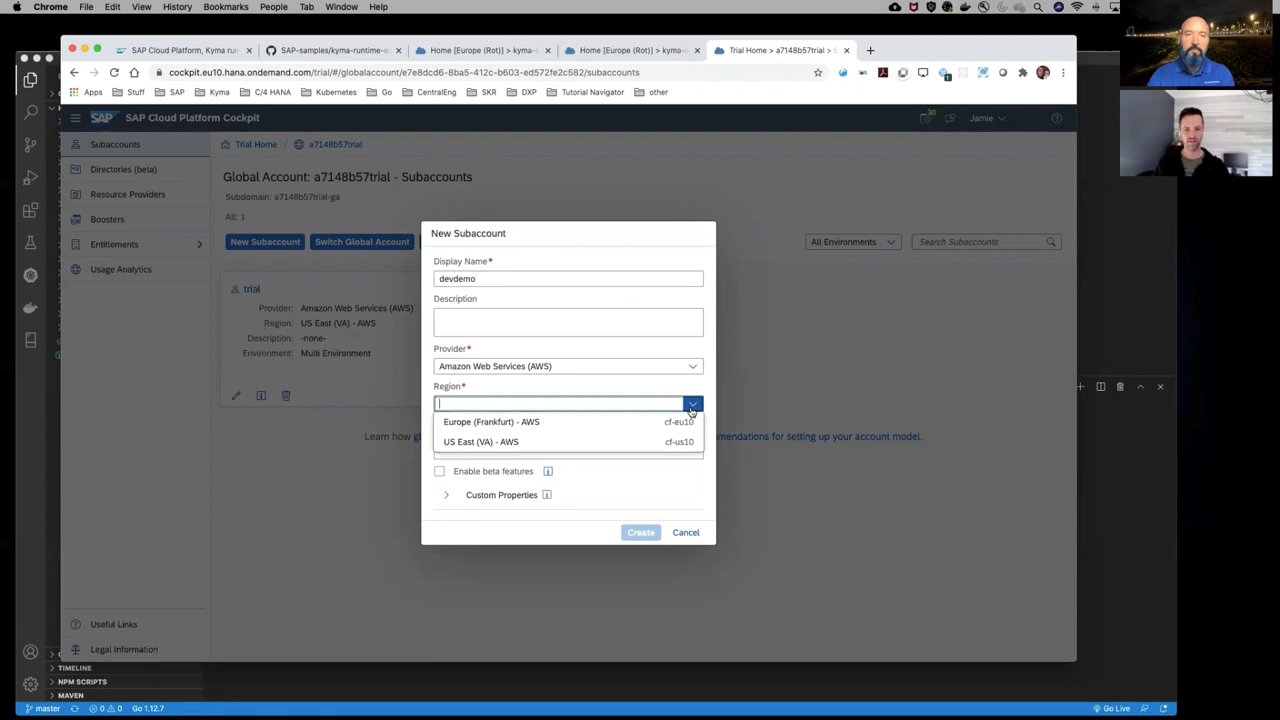 Chrome File Edit View History Bookmarks People Tab Window Help
SAP Cloud Platform, Kyma run
SAP-samples/kyma-runtime-ex
Home [Europe (Rot)] > kyma-
Home [Europe (Rot)] > kyma-
Trial Home > a7148b57trial > S
cockpit.eu10.hana.ondemand.com/trial/#/globalaccount/e7e8dcd6-8ba5-412c-b603-ed572fe2c582/subaccounts
Apps Stuff SAP Kyma C/4 HANA Kubernetes Go CentralEng SKR DXP Tutorial Navigator other
SAP SAP Cloud Platform Cockpit
30
Jamie
Subaccounts
Directories (beta)
Resource Providers
Boosters
Entitlements
Usage Analytics
Trial Home a7148b57trial
Global Account: a7148b57trial - Subaccounts
Subdomain: a7148b57trial-ga
All: 1
New Subaccount Switch Global Account
All Environments Search Subaccounts
trial
Provider: Amazon Web Services (AWS)
Region: US East (VA) - AWS
Description: -none-
Environment: Multi Environment
Learn how
mendations for setting up your account model.
New Subaccount
Display Name*
devdemo
Description
Provider*
Amazon Web Services (AWS)
Region*
Europe (Frankfurt) - AWS cf-eu10
US East (VA) - AWS cf-us10
Enable beta features
Custom Properties
Create Cancel
Useful Links
Legal Information
TIMELINE
NPM SCRIPTS
MAVEN
master 0 0 Go 1.12.7
Go Live